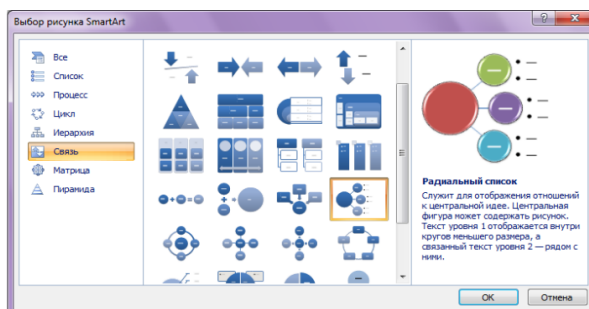 Выбор рисунка SmartArt
Все
Список
Процесс
Цикл
Иерархия
Связь
Матрица
Пирамида
Радиальный список
Служит для отображения отношений
к центральной идее. Центральная
фигура может содержать рисунок.
Текст уровня 1 отображается внутри
кругов меньшего размера, а
связанный текст уровня 2 — рядом с
ними.
ОК
Отмена